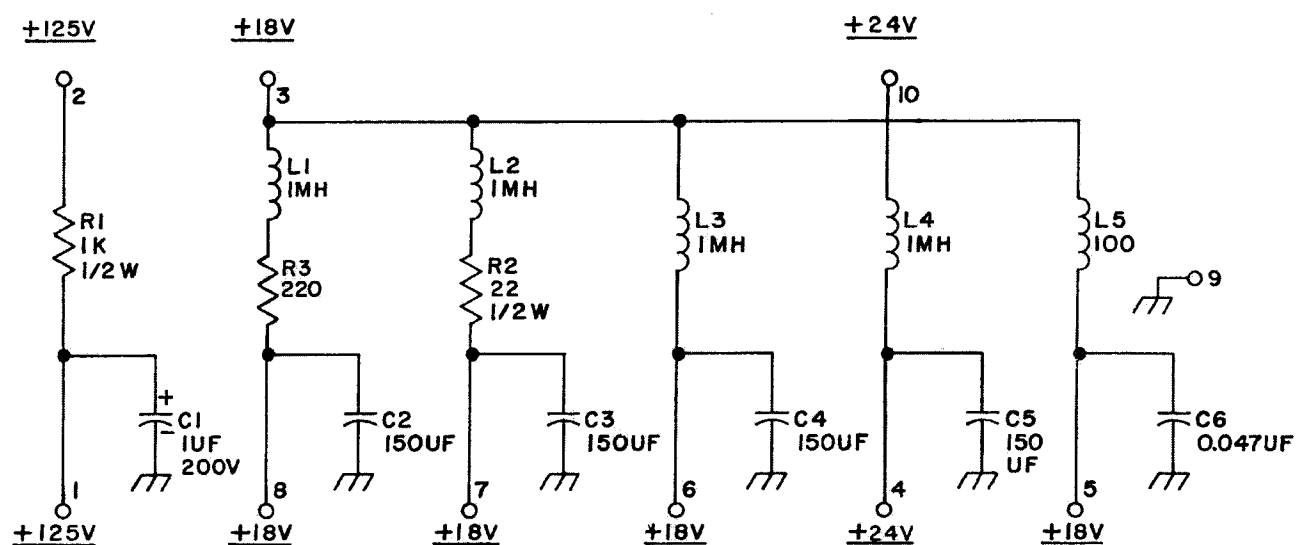 +125V
+18V
+24V
2
3
10
L1
1MH
L2
1MH
R1
1K
1/2W
L3
1MH
L4
1MH
L5
100
R3
220
R2
22
1/2W
9
+
C1
-
1UF
200V
C2
150UF
C3
150UF
C4
150UF
C5
150
UF
C6
0.047UF
1
8
7
6
4
5
+125V
+18V
+18V
+18V
+24V
+18V